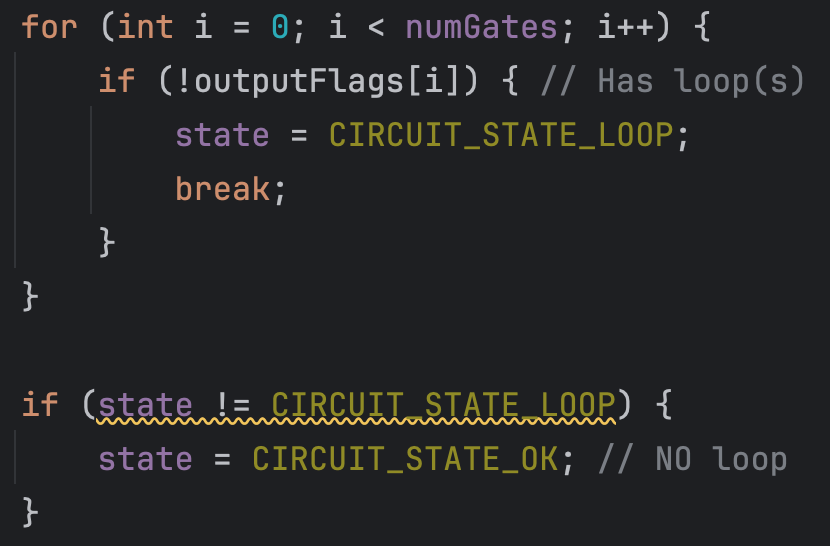 for (int i = 0; i < numGates; i++) {
    if (!outputFlags[i]) { // Has loop(s)
        state = CIRCUIT_STATE_LOOP;
        break;
    }
}

if (state != CIRCUIT_STATE_LOOP) {
    state = CIRCUIT_STATE_OK; // NO loop
}